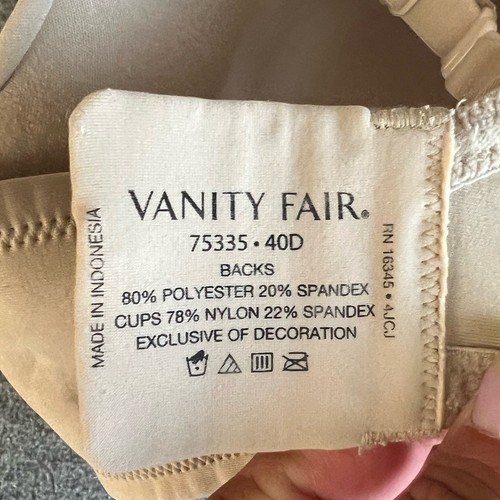 VANITY FAIR®
75335 • 40D
BACKS
80% POLYESTER 20% SPANDEX
CUPS 78% NYLON 22% SPANDEX
EXCLUSIVE OF DECORATION
MADE IN INDONESIA
RN 16345 • 4JCJ